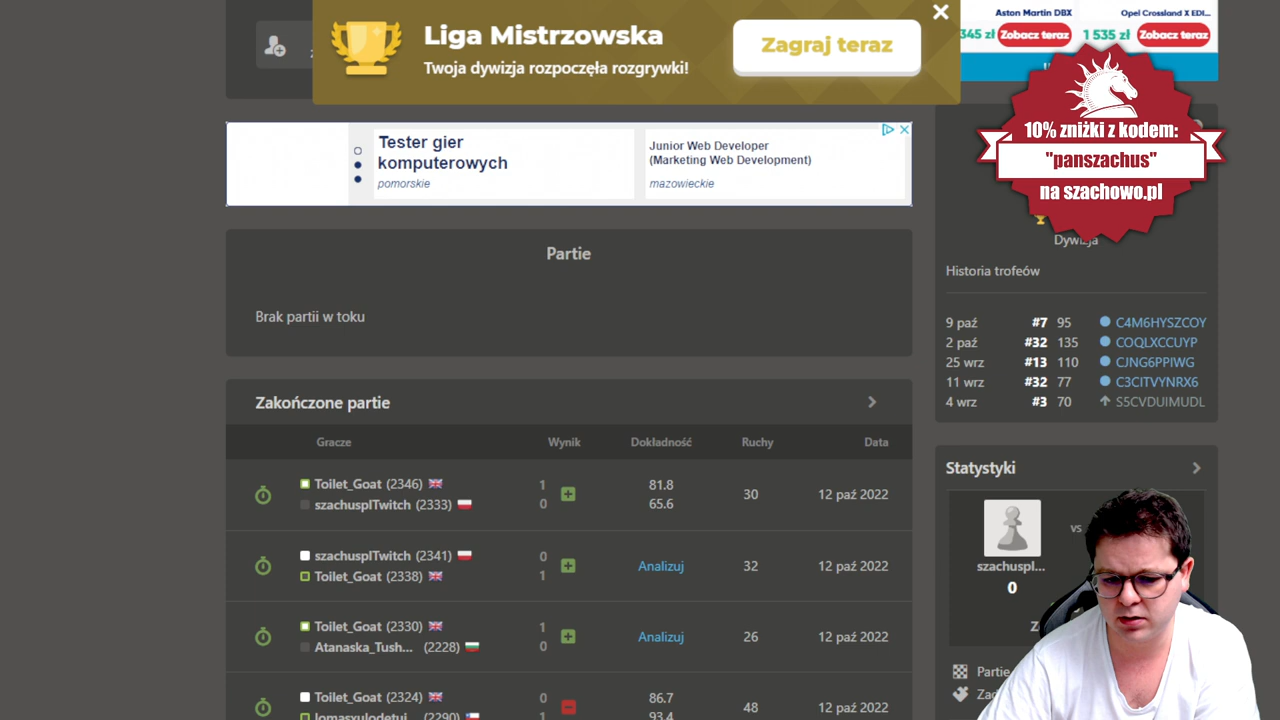 Liga Mistrzowska
Twoja dywizja rozpoczęła rozgrywki!
Zagraj teraz
Aston Martin DBX
Opel Crossland X EDI...
345 zł
Zobacz teraz
1 535 zł
Zobacz teraz
10% zniżki z kodem:
"panszachus"
na szachowo.pl
Tester gier
komputerowych
pomorskie
Junior Web Developer
(Marketing Web Development)
mazowieckie
Partie
Brak partii w toku
Dywizja
Historia trofeów
9 paź #7 95 C4M6HYSZCOY
2 paź #32 135 COQLXCCUYP
25 wrz #13 110 CJNG6PPIWG
11 wrz #32 77 C3CITVYNRX6
4 wrz #3 70 S5CVDUIMUDL
Zakończone partie
Gracze Wynik Dokładność Ruchy Data
Toilet_Goat (2346) 1 81.8
szachusplTwitch (2333) 0 65.6
30 12 paź 2022
szachusplTwitch (2341) 0
Toilet_Goat (2338) 1
Analizuj 32 12 paź 2022
Toilet_Goat (2330) 1
Atanaska_Tush... (2228) 0
Analizuj 26 12 paź 2022
Toilet_Goat (2324) 0 86.7
(2290) 1 93.4
48 12 paź 2022
Statystyki
vs
szachuspl...
0
Partie